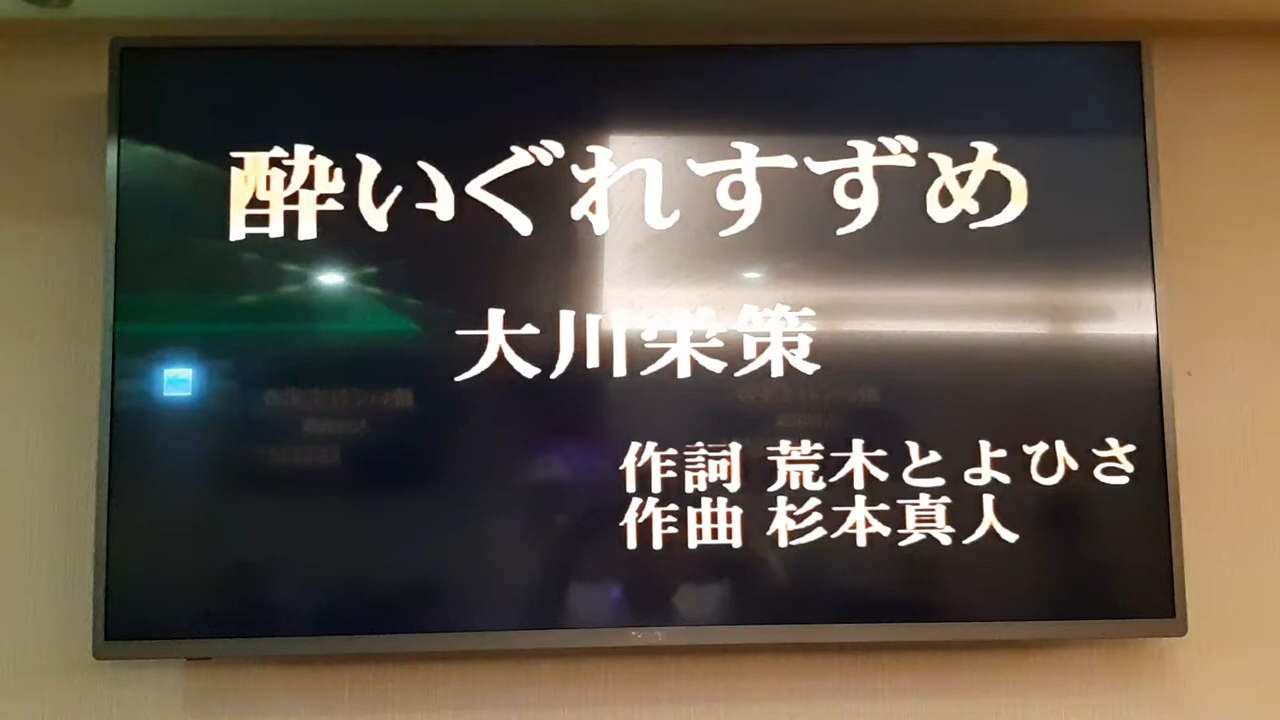 酔いぐれすずめ
大川栄策
作詞 荒木とよひさ
作曲 杉本真人